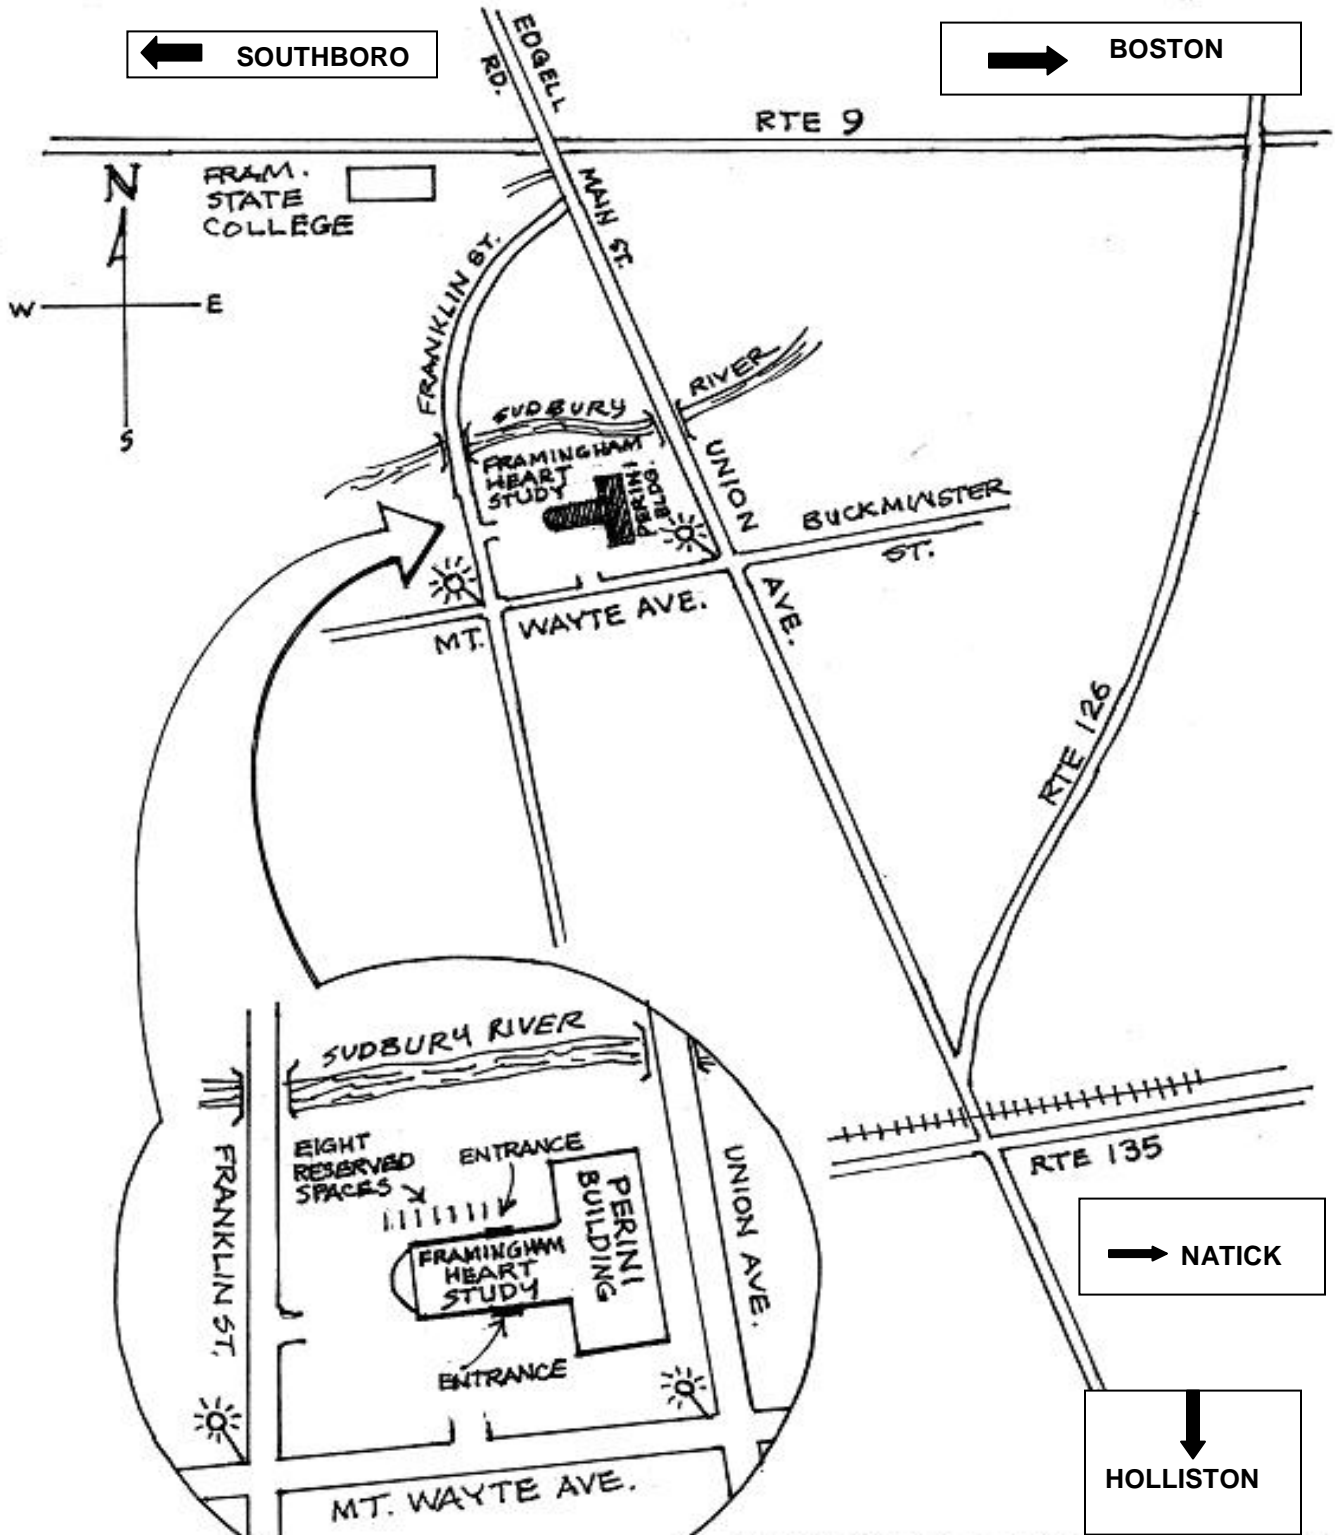 SOUTHBORO
BOSTON
EDGELL
RD.
RTE 9
N
W
E
S
FRAM.
STATE
COLLEGE
MAIN ST.
FRANKLIN ST.
SUDBURY
RIVER
FRAMINGHAM
HEART
STUDY
PERINI
BLDG.
UNION
AVE.
BUCKMINSTER
ST.
MT. WAYTE AVE.
RTE 126
RTE 135
NATICK
HOLLISTON
SUDBURY RIVER
EIGHT
RESERVED
SPACES
ENTRANCE
PERINI
BUILDING
FRAMINGHAM
HEART
STUDY
ENTRANCE
FRANKLIN ST.
UNION AVE.
MT. WAYTE AVE.